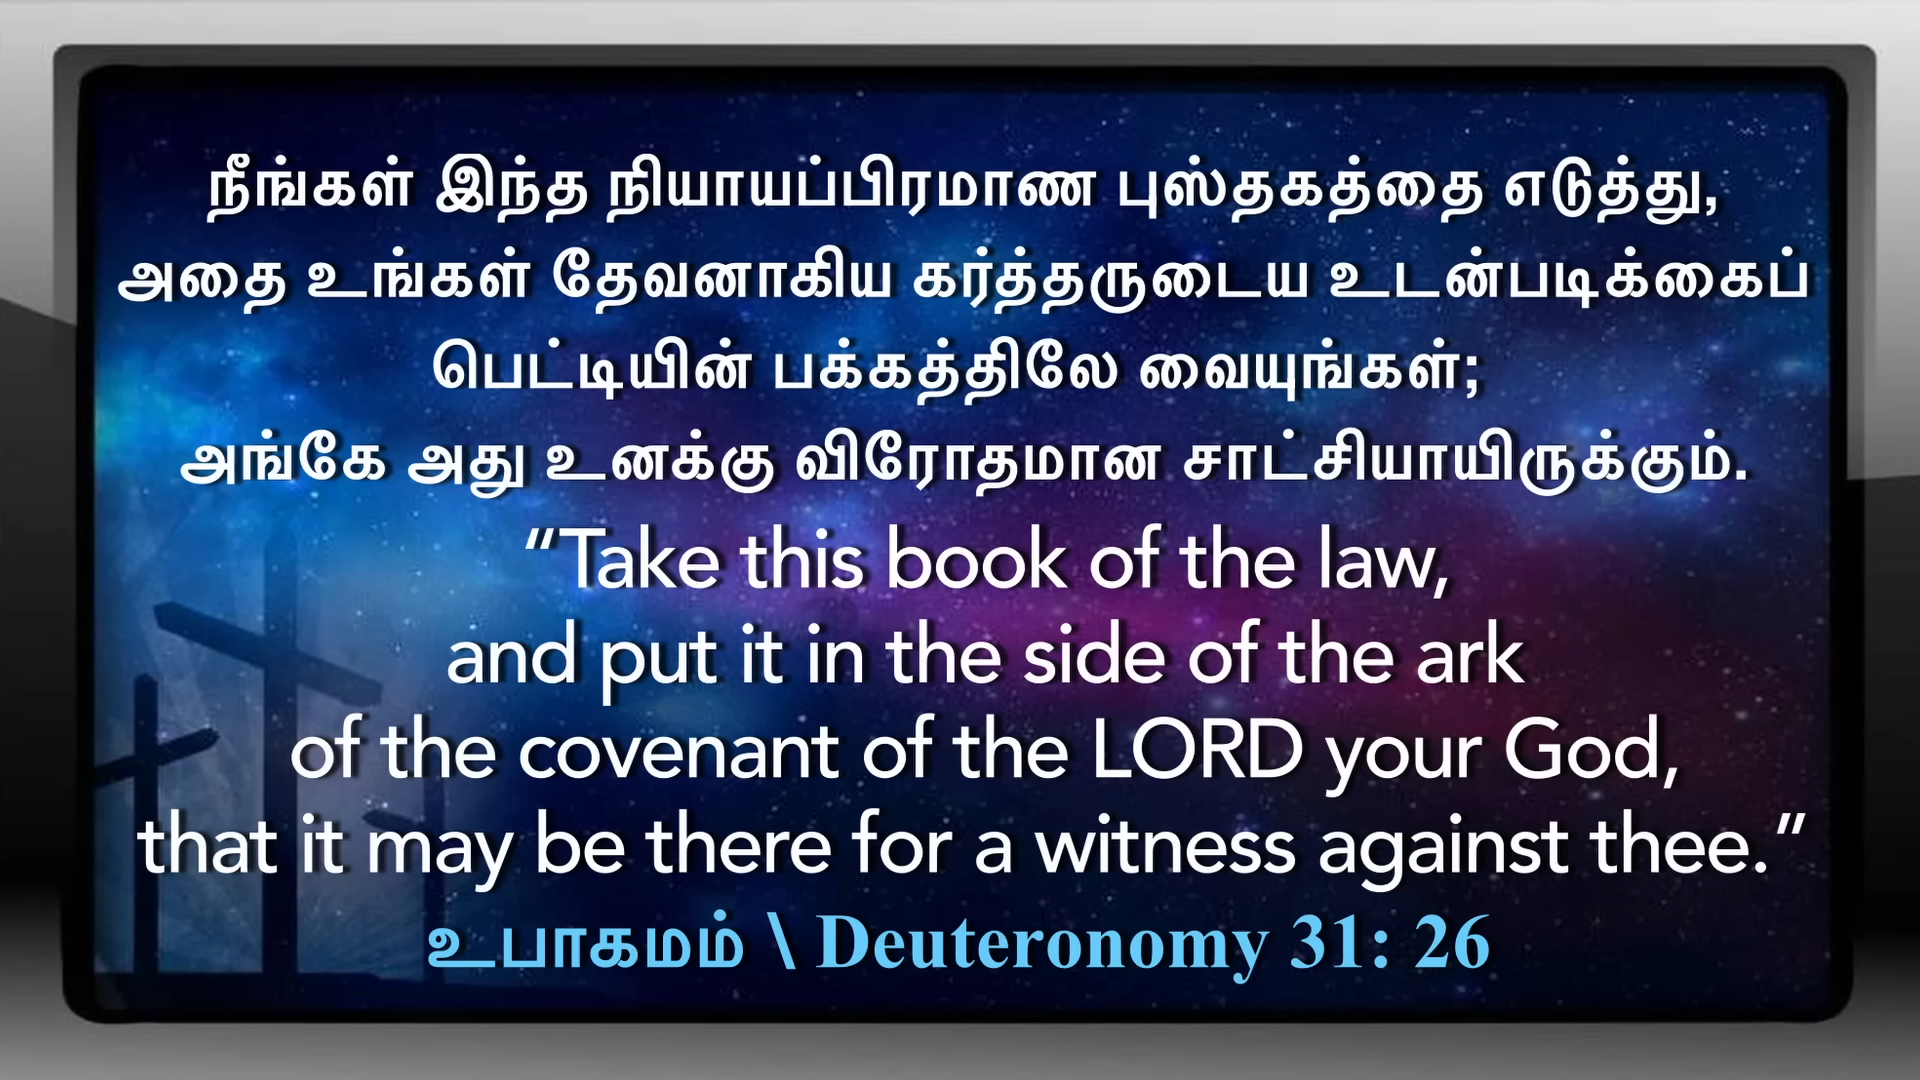 நீங்கள் இந்த நியாயப்பிரமாண புஸ்தகத்தை எடுத்து,
அதை உங்கள் தேவனாகிய கர்த்தருடைய உடன்படிக்கைப்
பெட்டியின் பக்கத்திலே வையுங்கள்;
அங்கே அது உனக்கு விரோதமான சாட்சியாயிருக்கும்.
“Take this book of the law,
and put it in the side of the ark
of the covenant of the LORD your God,
that it may be there for a witness against thee.”
உபாகமம் \ Deuteronomy 31: 26